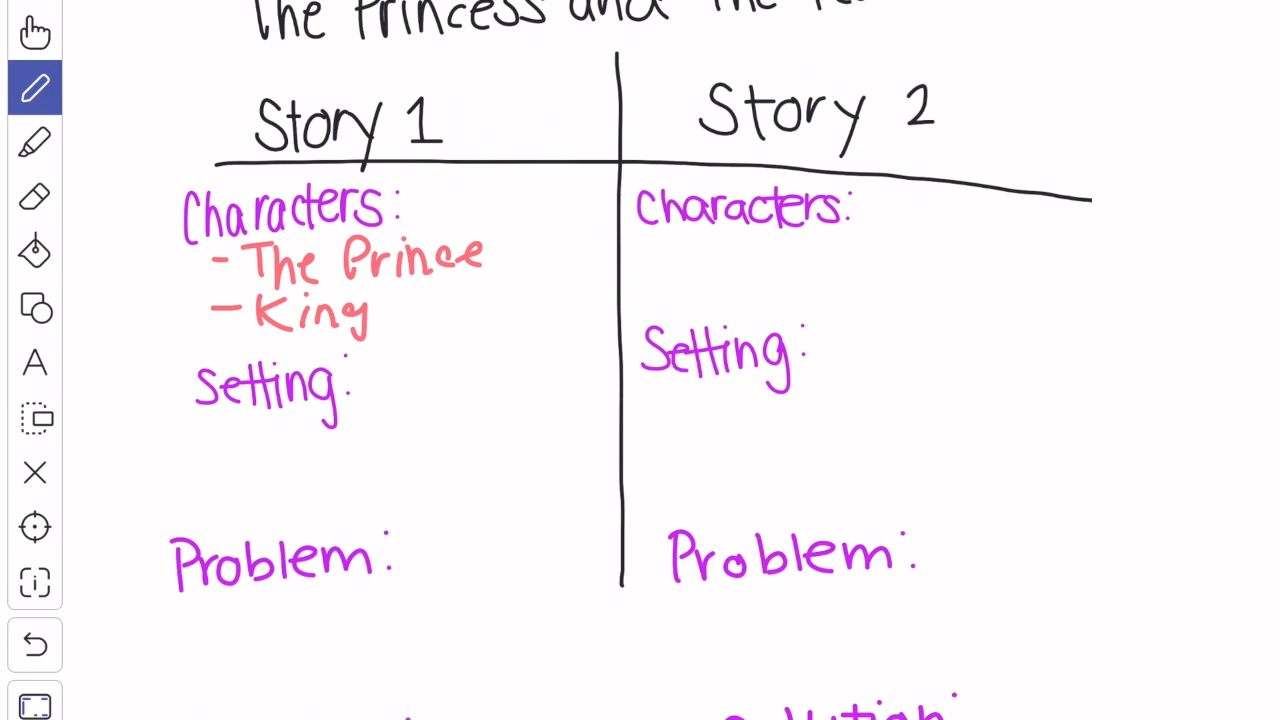 The Princess and The
Story 1
Story 2
Characters:
- The Prince
- King
Setting:
Problem:
Characters:
Setting:
Problem: